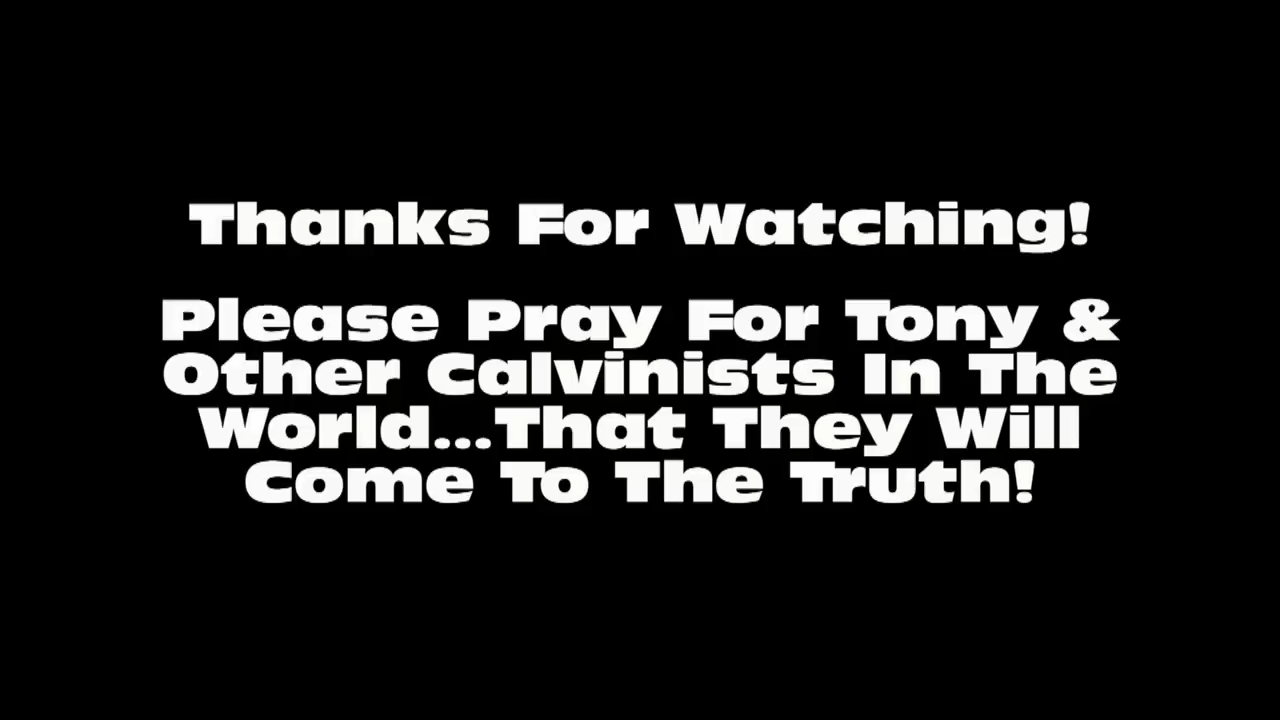 Thanks For Watching!
Please Pray For Tony &
Other Calvinists In The
World...That They Will
Come To The Truth!